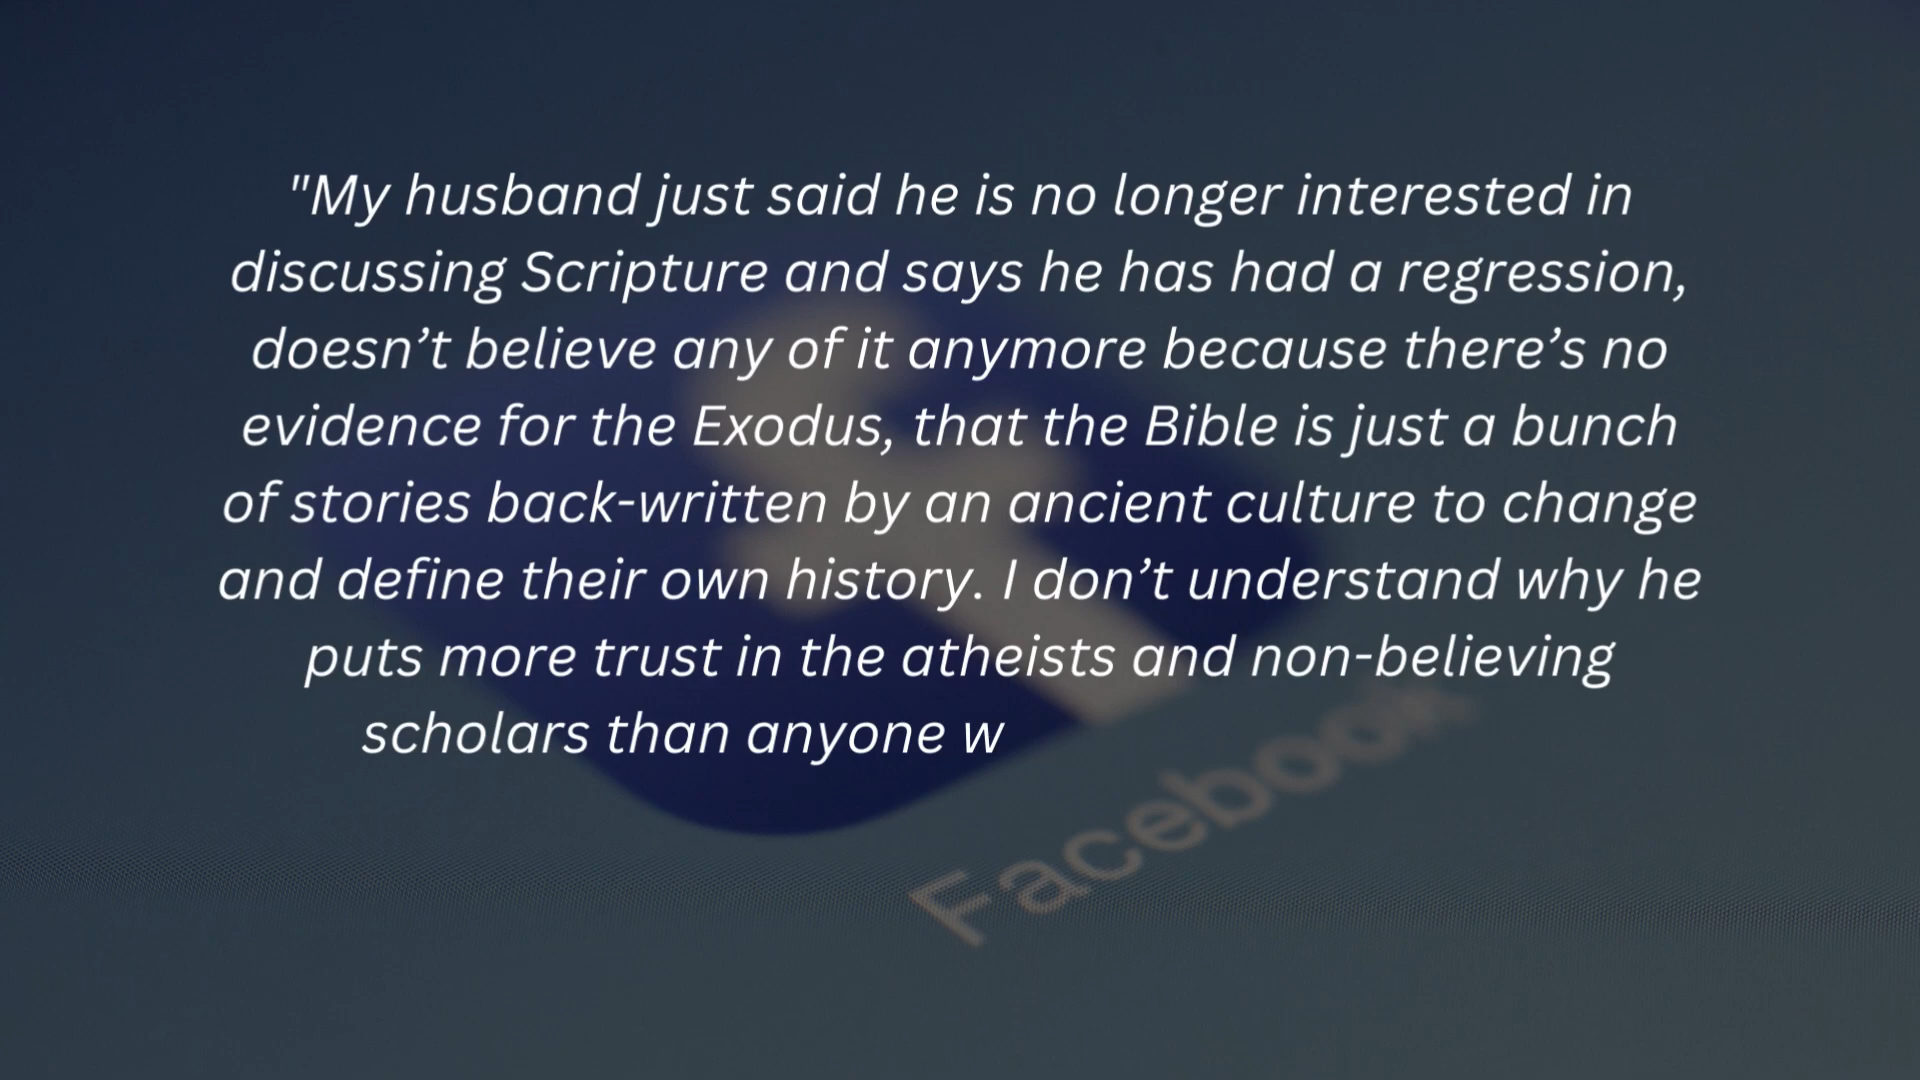 "My husband just said he is no longer interested in
discussing Scripture and says he has had a regression,
doesn’t believe any of it anymore because there’s no
evidence for the Exodus, that the Bible is just a bunch
of stories back-written by an ancient culture to change
and define their own history. I don’t understand why he
puts more trust in the atheists and non-believing
scholars than anyone w
Facebook